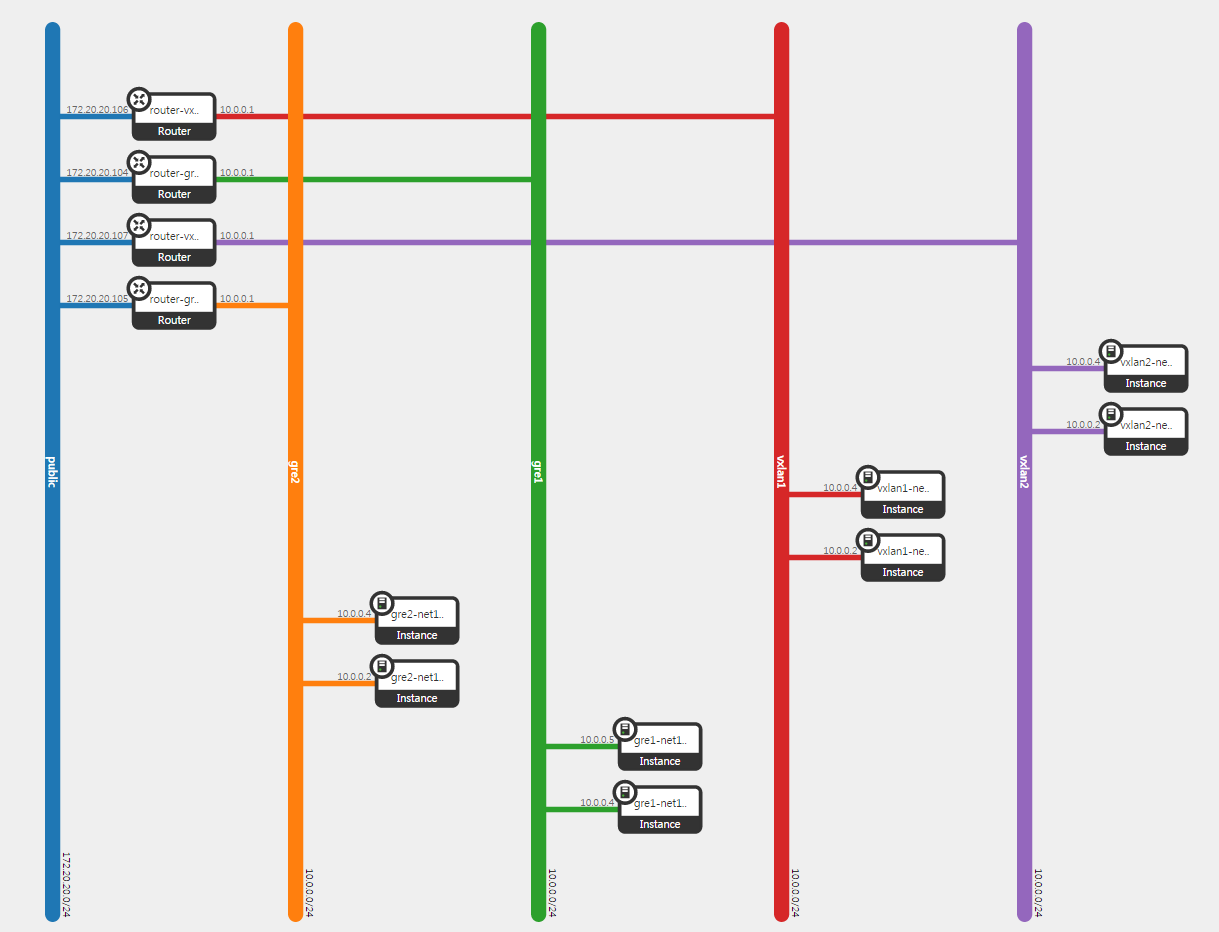 172.20.20.106
router-vx..
10.0.0.1
Router
172.20.20.104
router-gr..
10.0.0.1
Router
172.20.20.107
router-vx..
10.0.0.1
Router
172.20.20.105
router-gr..
10.0.0.1
Router
10.0.0.4
vxlan2-ne..
Instance
10.0.0.2
vxlan2-ne..
Instance
public
gre2
gre1
vxlan1
vxlan2
10.0.0.4
vxlan1-ne..
Instance
10.0.0.2
vxlan1-ne..
Instance
10.0.0.4
gre2-net1..
Instance
10.0.0.2
gre2-net1..
Instance
10.0.0.5
gre1-net1..
Instance
10.0.0.4
gre1-net1..
Instance
172.20.20.0/24
10.0.0.0/24
10.0.0.0/24
10.0.0.0/24
10.0.0.0/24